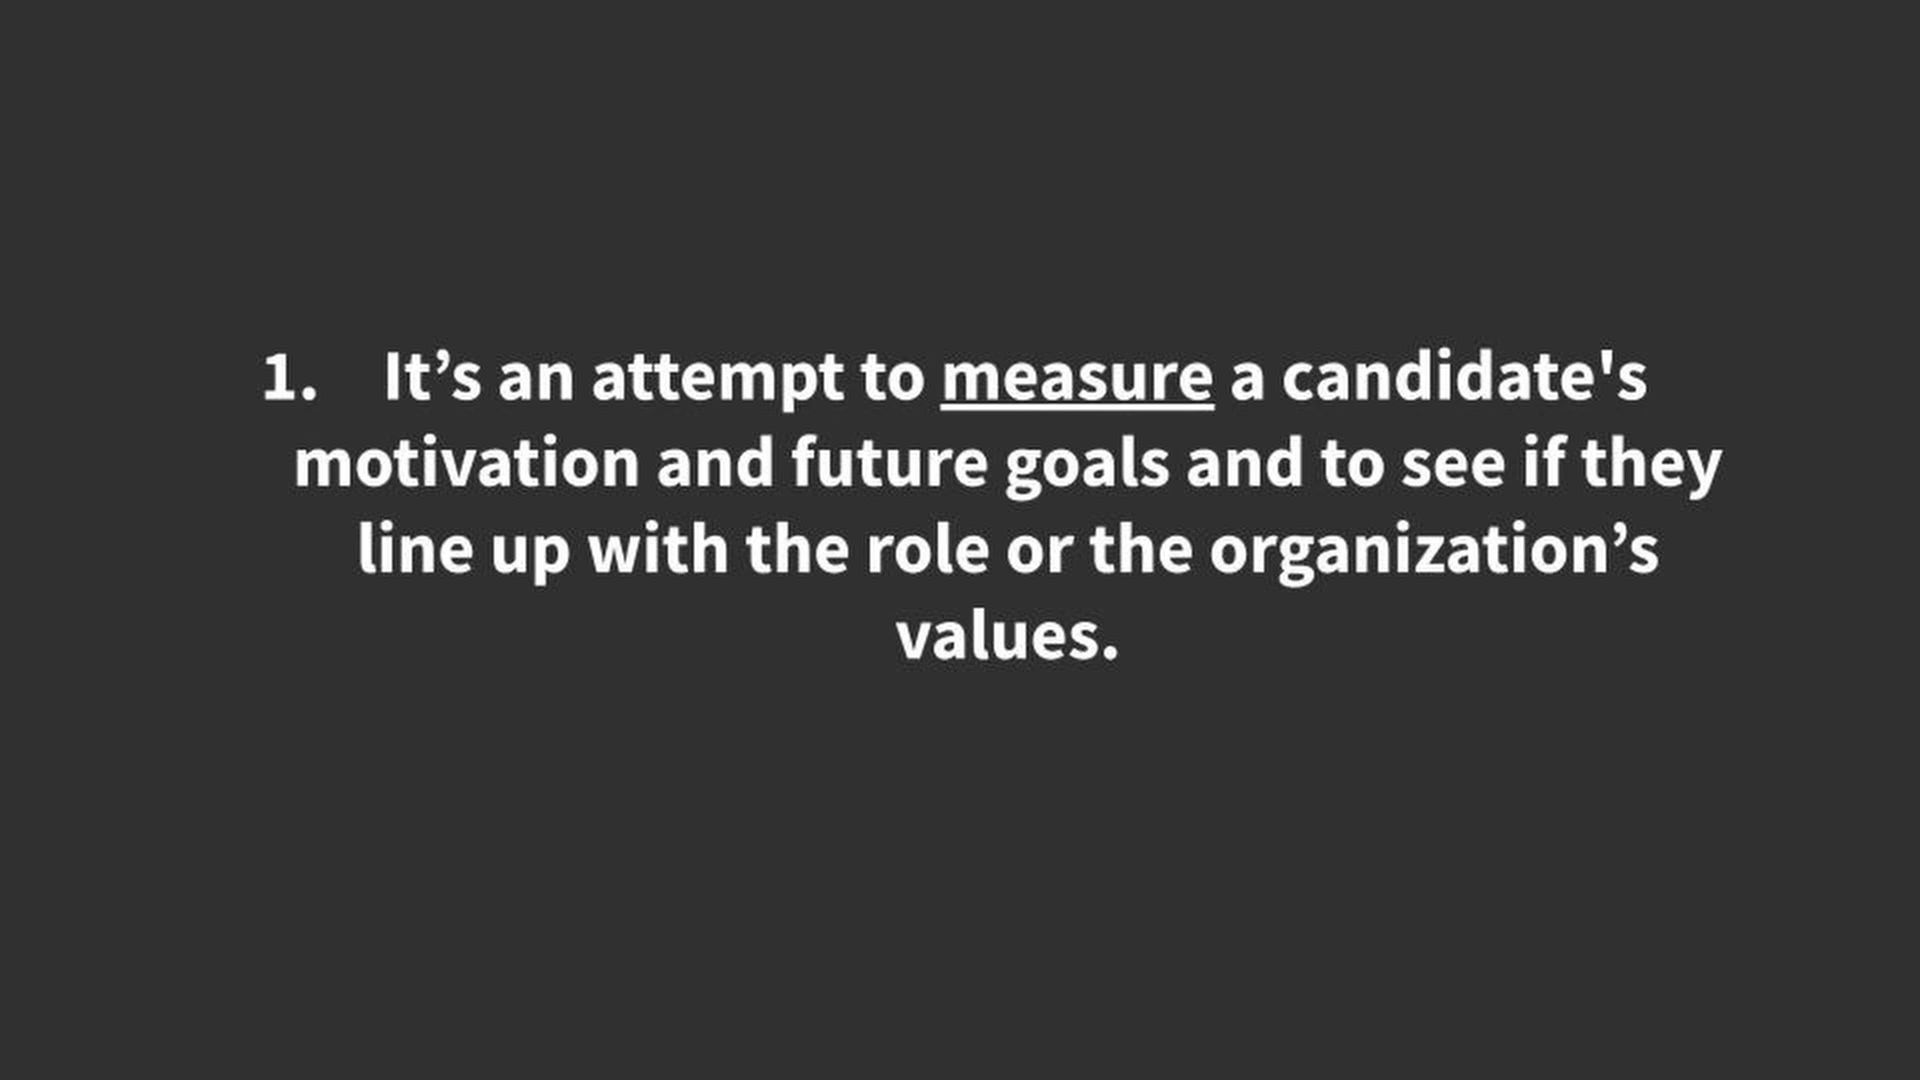 1. It’s an attempt to measure a candidate's
motivation and future goals and to see if they
line up with the role or the organization’s
values.